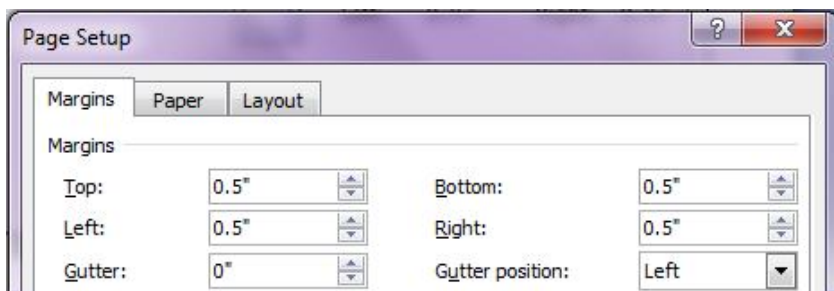 Page Setup
Margins Paper Layout
Margins
Top: 0.5" Bottom: 0.5"
Left: 0.5" Right: 0.5"
Gutter: 0" Gutter position: Left